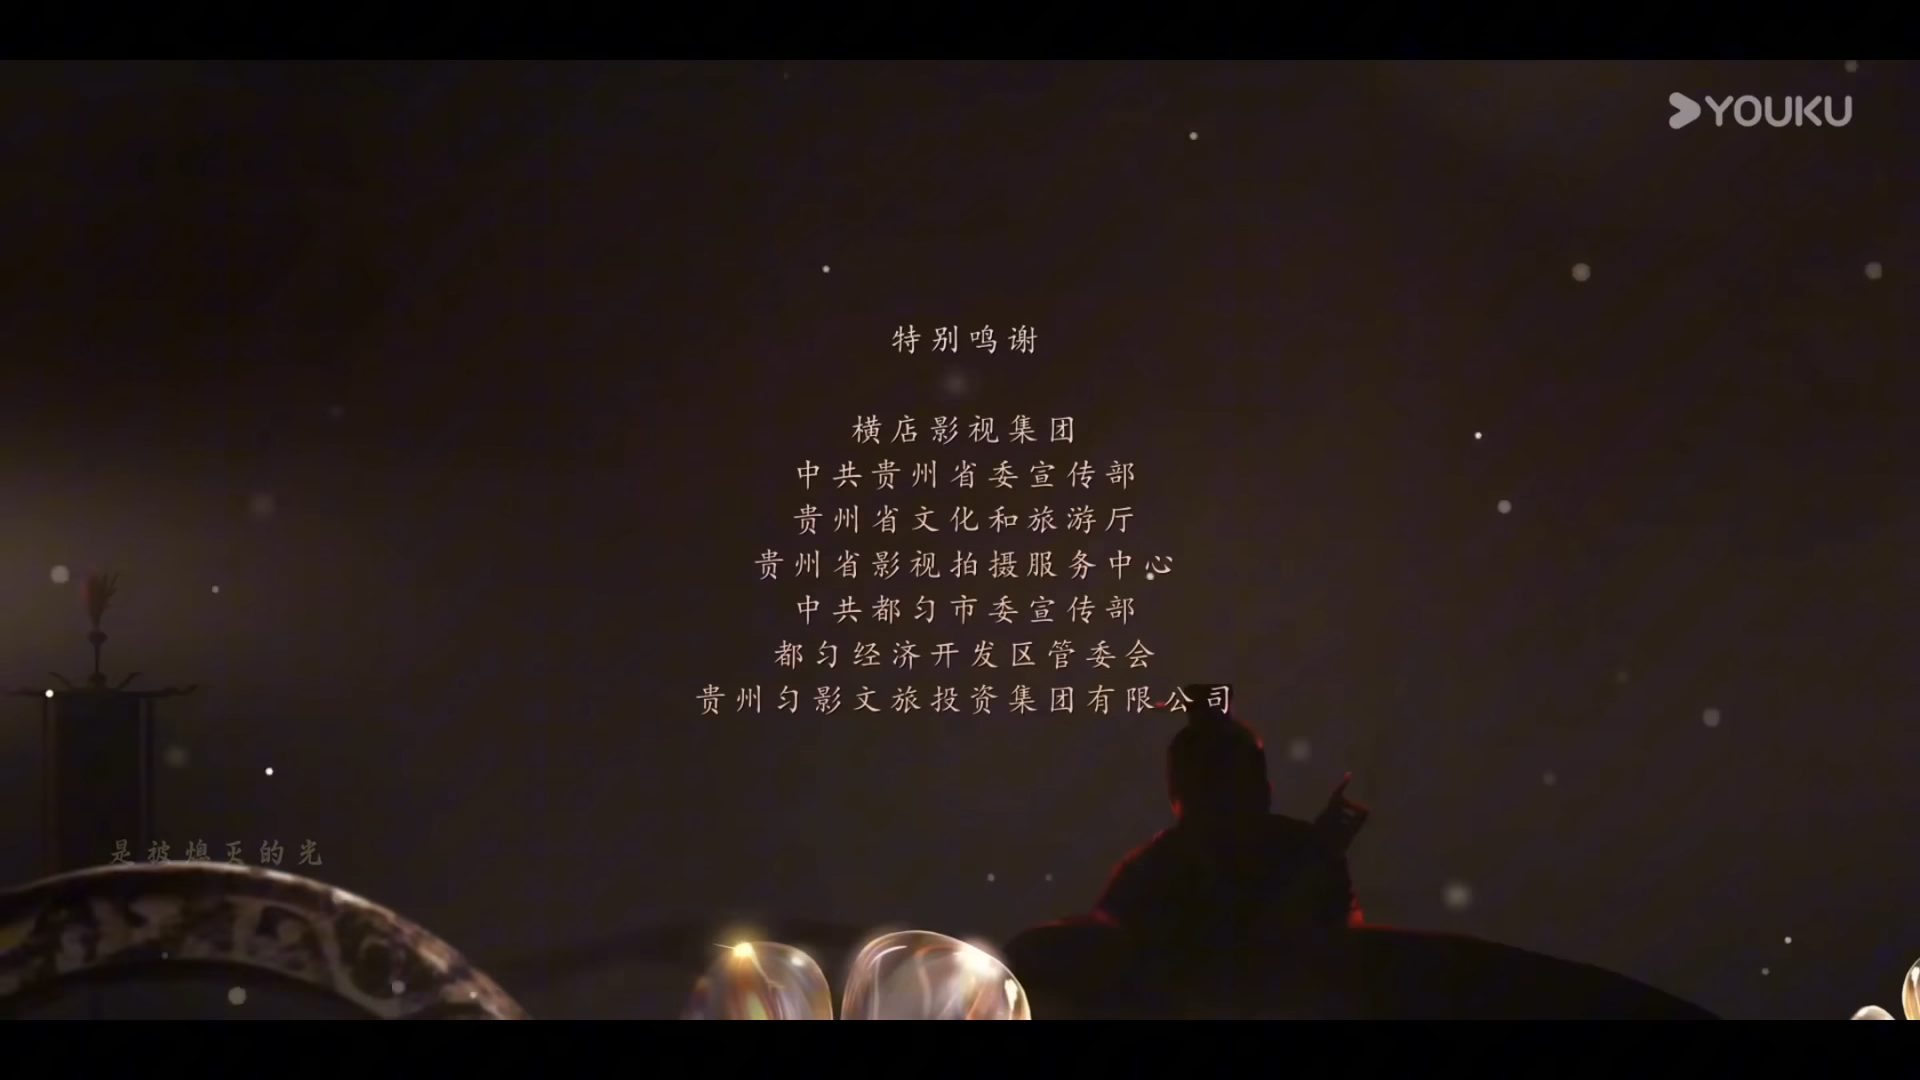 YOUKU
特别鸣谢
横店影视集团
中共贵州省委宣传部
贵州省文化和旅游厅
贵州省影视拍摄服务中心
中共都匀市委宣传部
都匀经济开发区管委会
贵州匀影文旅投资集团有限公司
是被熄灭的光